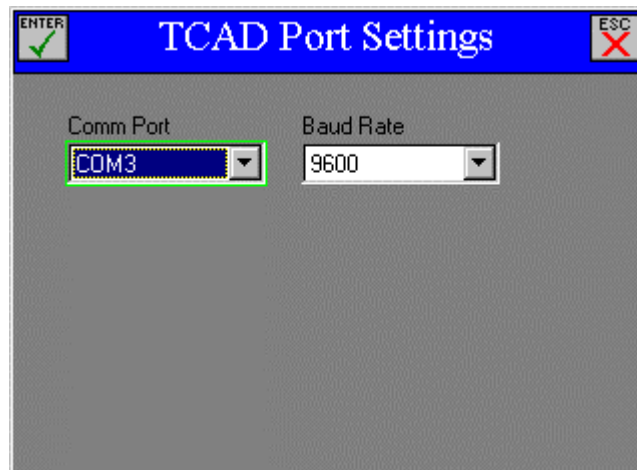 ENTER
TCAD Port Settings
ESC
Comm Port
Baud Rate
COM3
9600